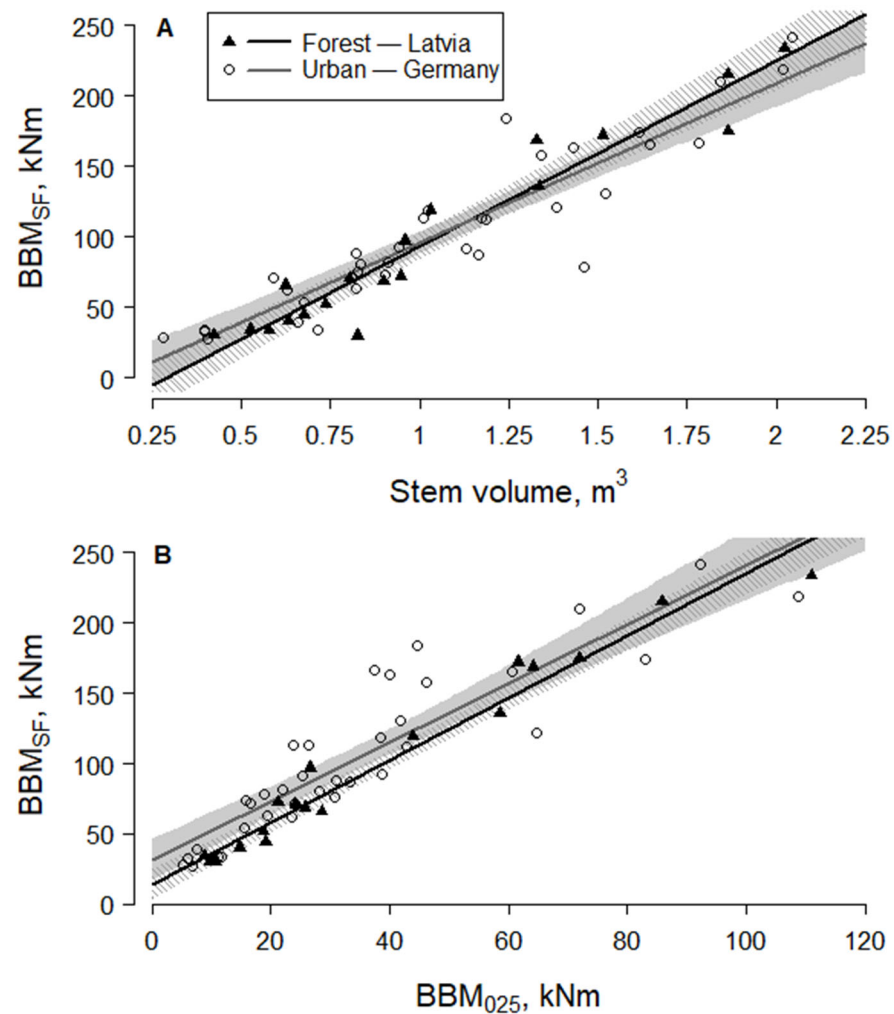 A
Forest — Latvia
Urban — Germany
250
200
150
100
50
0
BBM_SF, kNm
0.25 0.5 0.75 1 1.25 1.5 1.75 2 2.25
Stem volume, m³
B
250
200
150
100
50
0
BBM_SF, kNm
0 20 40 60 80 100 120
BBM₀₂₅, kNm